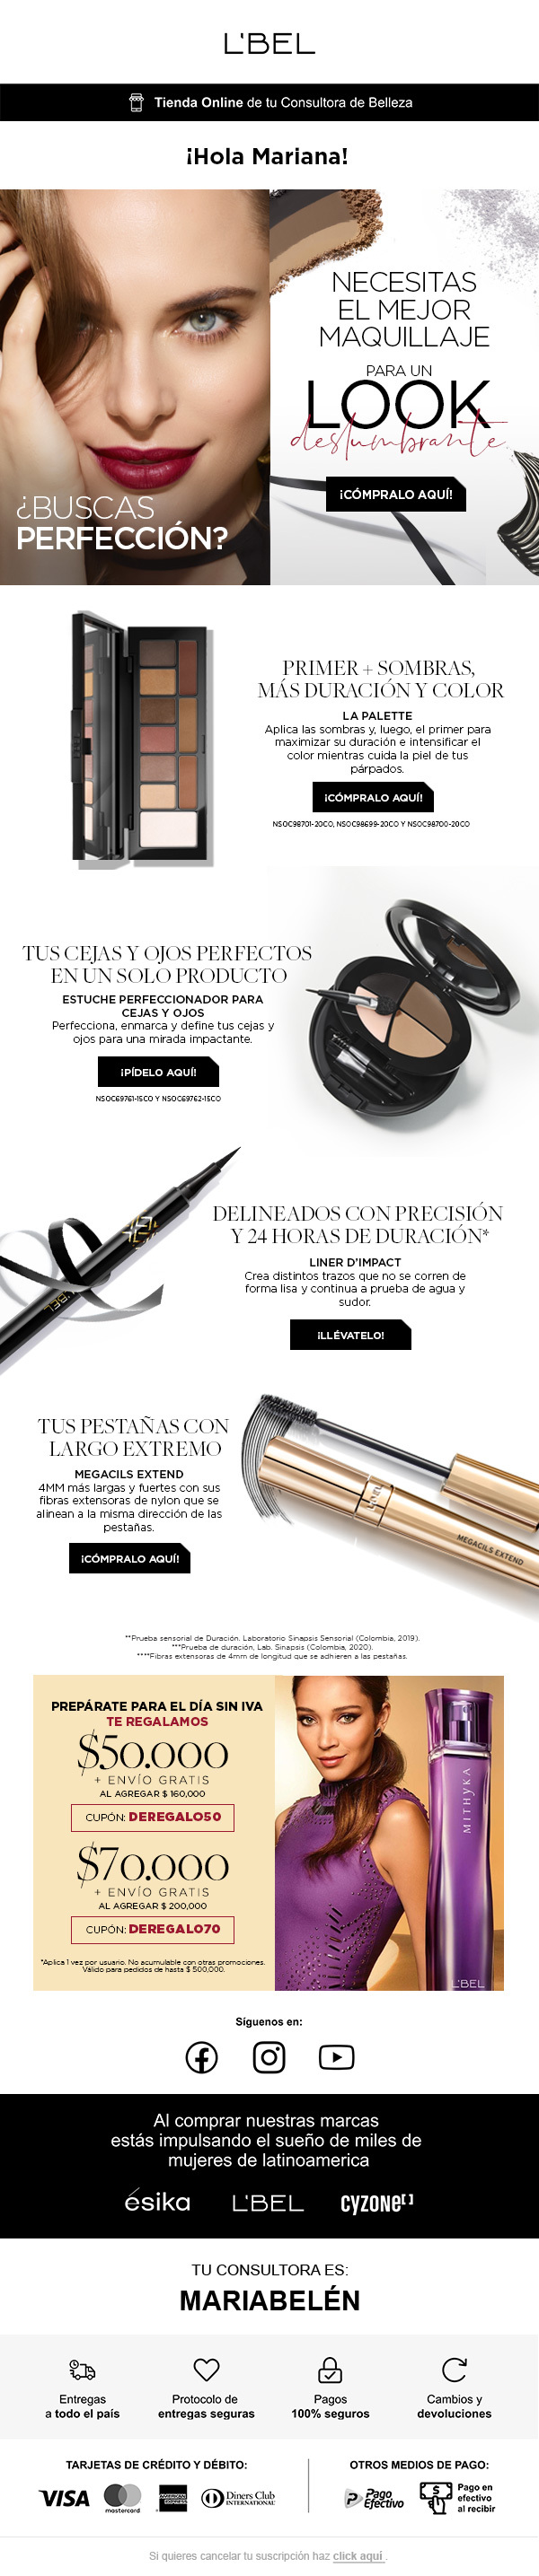 L'BEL
Tienda Online de tu Consultora de Belleza
¡Hola Mariana!
NECESITAS
EL MEJOR
MAQUILLAJE
PARA UN
LOOK
deslumbrante
¡CÓMPRALO AQUÍ!
¿BUSCAS
PERFECCIÓN?
PRIMER + SOMBRAS,
MÁS DURACIÓN Y COLOR
LA PALETTE
Aplica las sombras y, luego, el primer para
maximizar su duración e intensificar el
color mientras cuida la piel de tus
párpados.
¡CÓMPRALO AQUÍ!
NSOC98701-20CO, NSOC98699-20CO Y NSOC98700-20CO
TUS CEJAS Y OJOS PERFECTOS
EN UN SOLO PRODUCTO
ESTUCHE PERFECCIONADOR PARA
CEJAS Y OJOS
Perfecciona, enmarca y define tus cejas y
ojos para una mirada impactante.
¡PÍDELO AQUÍ!
NSOC69761-15CO Y NSOC69762-15CO
DELINEADOS CON PRECISIÓN
Y 24 HORAS DE DURACIÓN*
LINER D'IMPACT
Crea distintos trazos que no se corren de
forma lisa y continua a prueba de agua y
sudor.
¡LLÉVATELO!
L'BEL
TUS PESTAÑAS CON
LARGO EXTREMO
MEGACILS EXTEND
4MM más largas y fuertes con sus
fibras extensoras de nylon que se
alinean a la misma dirección de las
pestañas.
¡CÓMPRALO AQUÍ!
L'BEL
MEGACILS EXTEND
**Prueba sensorial de Duración. Laboratorio Sinapsis Sensorial (Colombia, 2019).
***Prueba de duración, Lab. Sinapsis (Colombia, 2020).
****Fibras extensoras de 4mm de longitud que se adhieren a las pestañas.
PREPÁRATE PARA EL DÍA SIN IVA
TE REGALAMOS
$50.000
+ ENVÍO GRATIS
AL AGREGAR $ 160,000
CUPÓN: DEREGALO50
$70.000
+ ENVÍO GRATIS
AL AGREGAR $ 200,000
CUPÓN: DEREGALO70
*Aplica 1 vez por usuario. No acumulable con otras promociones.
Válido para pedidos de hasta $ 500,000.
MITHYKA
L'BEL
Síguenos en:
Al comprar nuestras marcas
estás impulsando el sueño de miles de
mujeres de latinoamerica
ésika L'BEL CYZONE
TU CONSULTORA ES:
MARIABELÉN
Entregas
a todo el país
Protocolo de
entregas seguras
Pagos
100% seguros
Cambios y
devoluciones
TARJETAS DE CRÉDITO Y DÉBITO:
VISA mastercard AMERICAN EXPRESS Diners Club INTERNATIONAL
OTROS MEDIOS DE PAGO:
Pago Efectivo
Pago en
efectivo
al recibir
Si quieres cancelar tu suscripción haz click aquí.